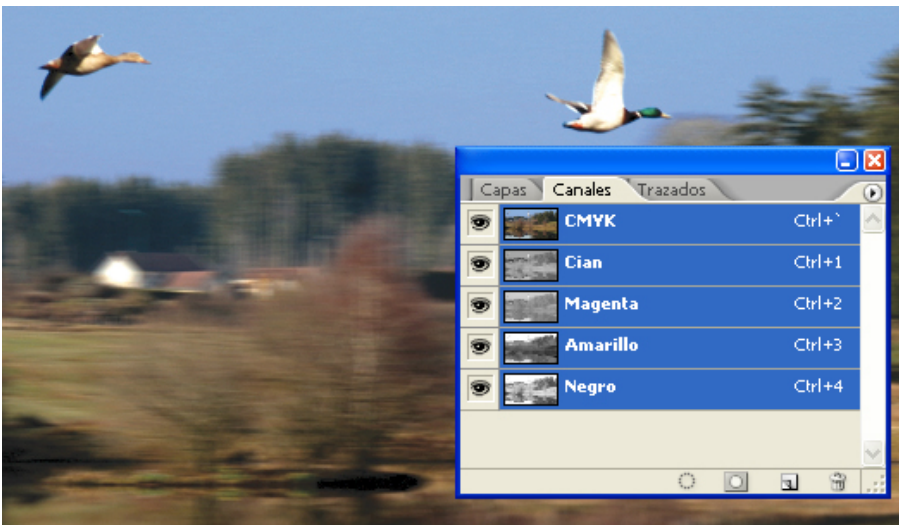 Capas Canales Trazados
CMYK Ctrl+`
Cian Ctrl+1
Magenta Ctrl+2
Amarillo Ctrl+3
Negro Ctrl+4